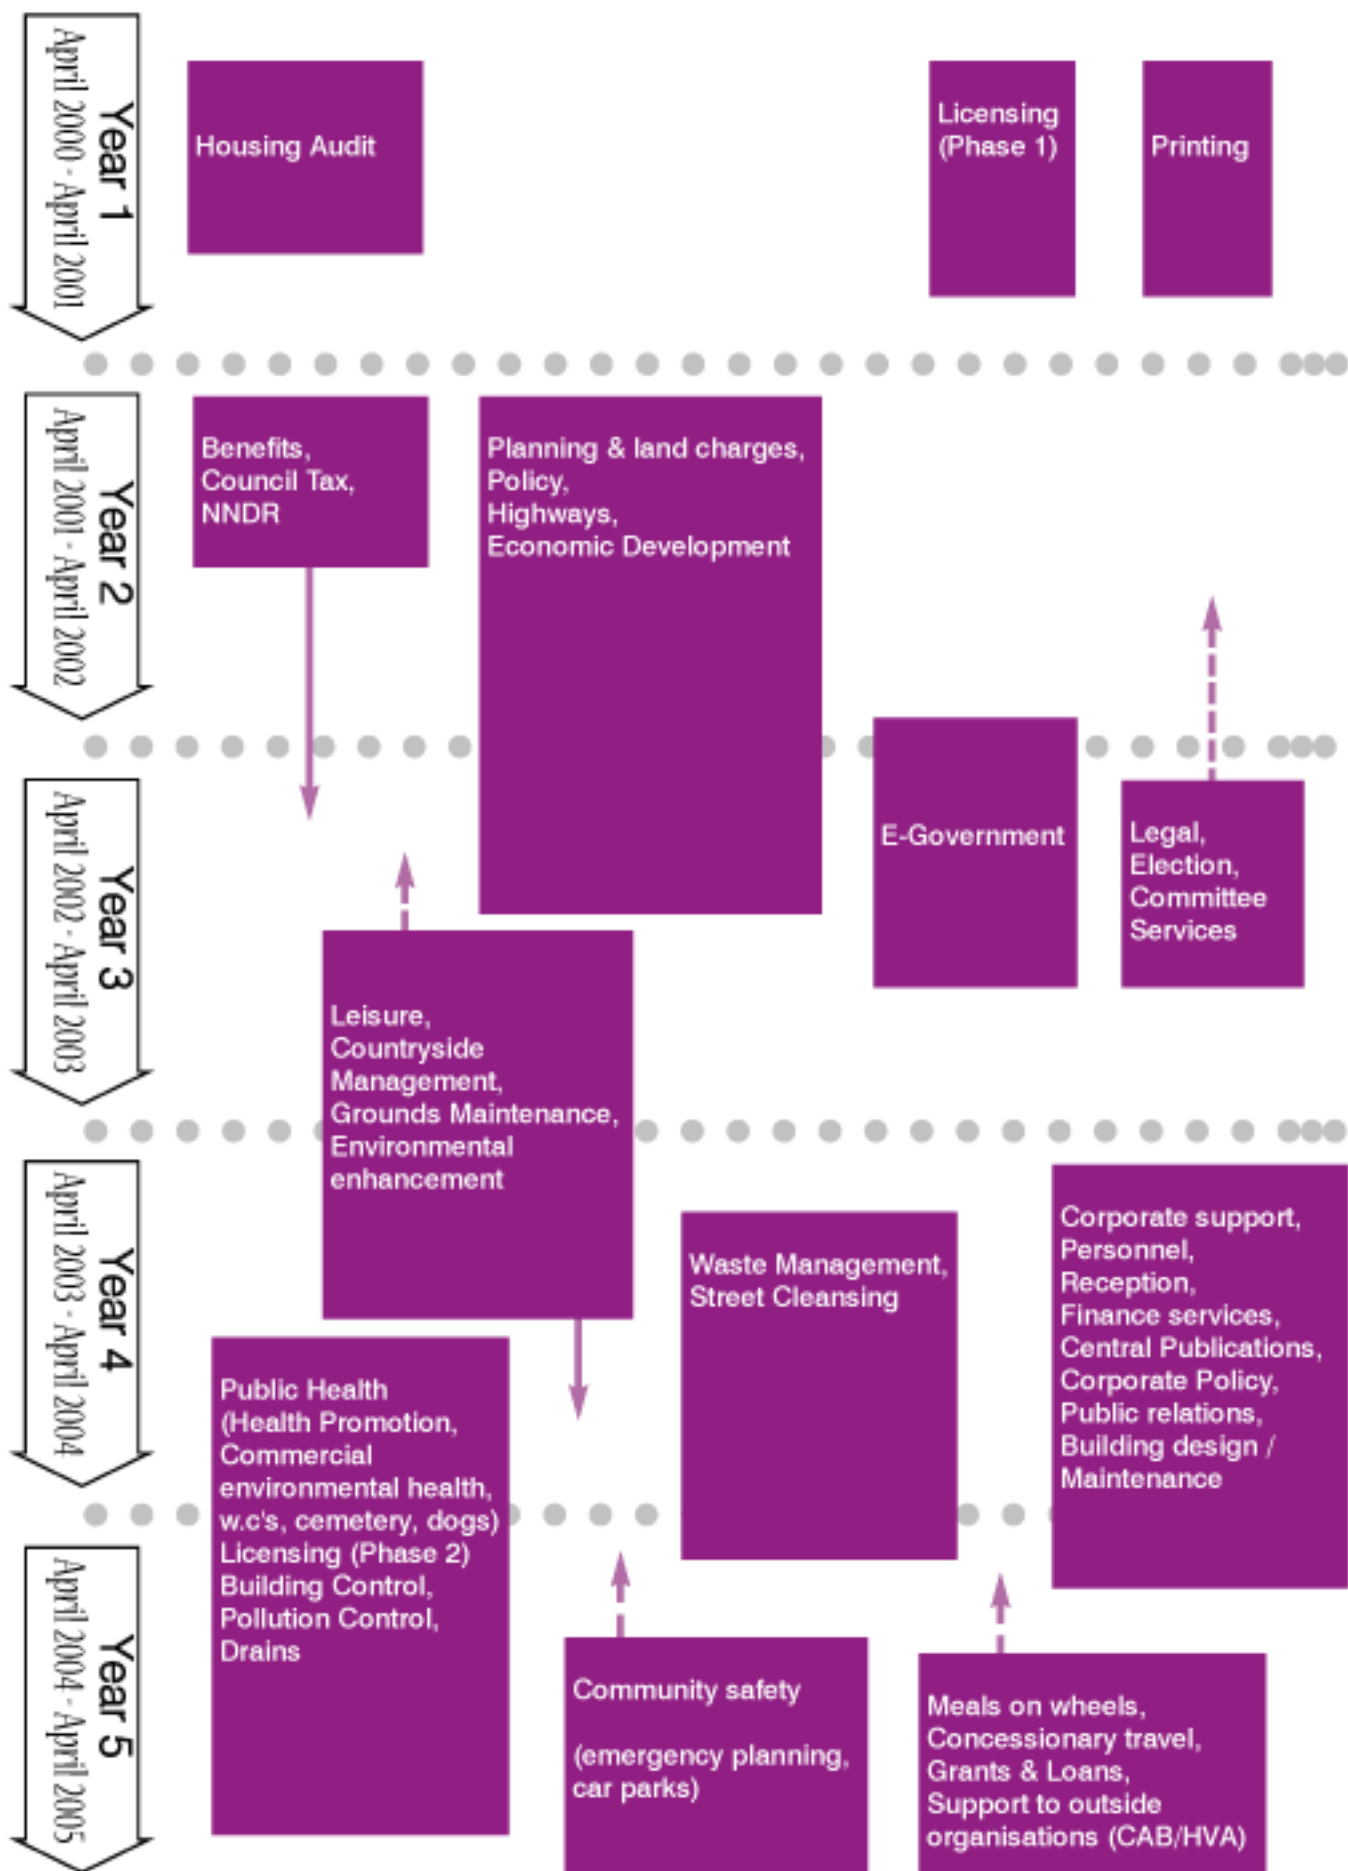 Year 1
April 2000 - April 2001
Housing Audit
Licensing
(Phase 1)
Printing
Year 2
April 2001 - April 2002
Benefits,
Council Tax,
NNDR
Planning & land charges,
Policy,
Highways,
Economic Development
Year 3
April 2002 - April 2003
E-Government
Legal,
Election,
Committee
Services
Leisure,
Countryside
Management,
Grounds Maintenance,
Environmental
enhancement
Year 4
April 2003 - April 2004
Waste Management,
Street Cleansing
Corporate support,
Personnel,
Reception,
Finance services,
Central Publications,
Corporate Policy,
Public relations,
Building design /
Maintenance
Public Health
(Health Promotion,
Commercial
environmental health,
w.c's, cemetery, dogs)
Licensing (Phase 2)
Building Control,
Pollution Control,
Drains
Year 5
April 2004 - April 2005
Community safety
(emergency planning,
car parks)
Meals on wheels,
Concessionary travel,
Grants & Loans,
Support to outside
organisations (CAB/HVA)